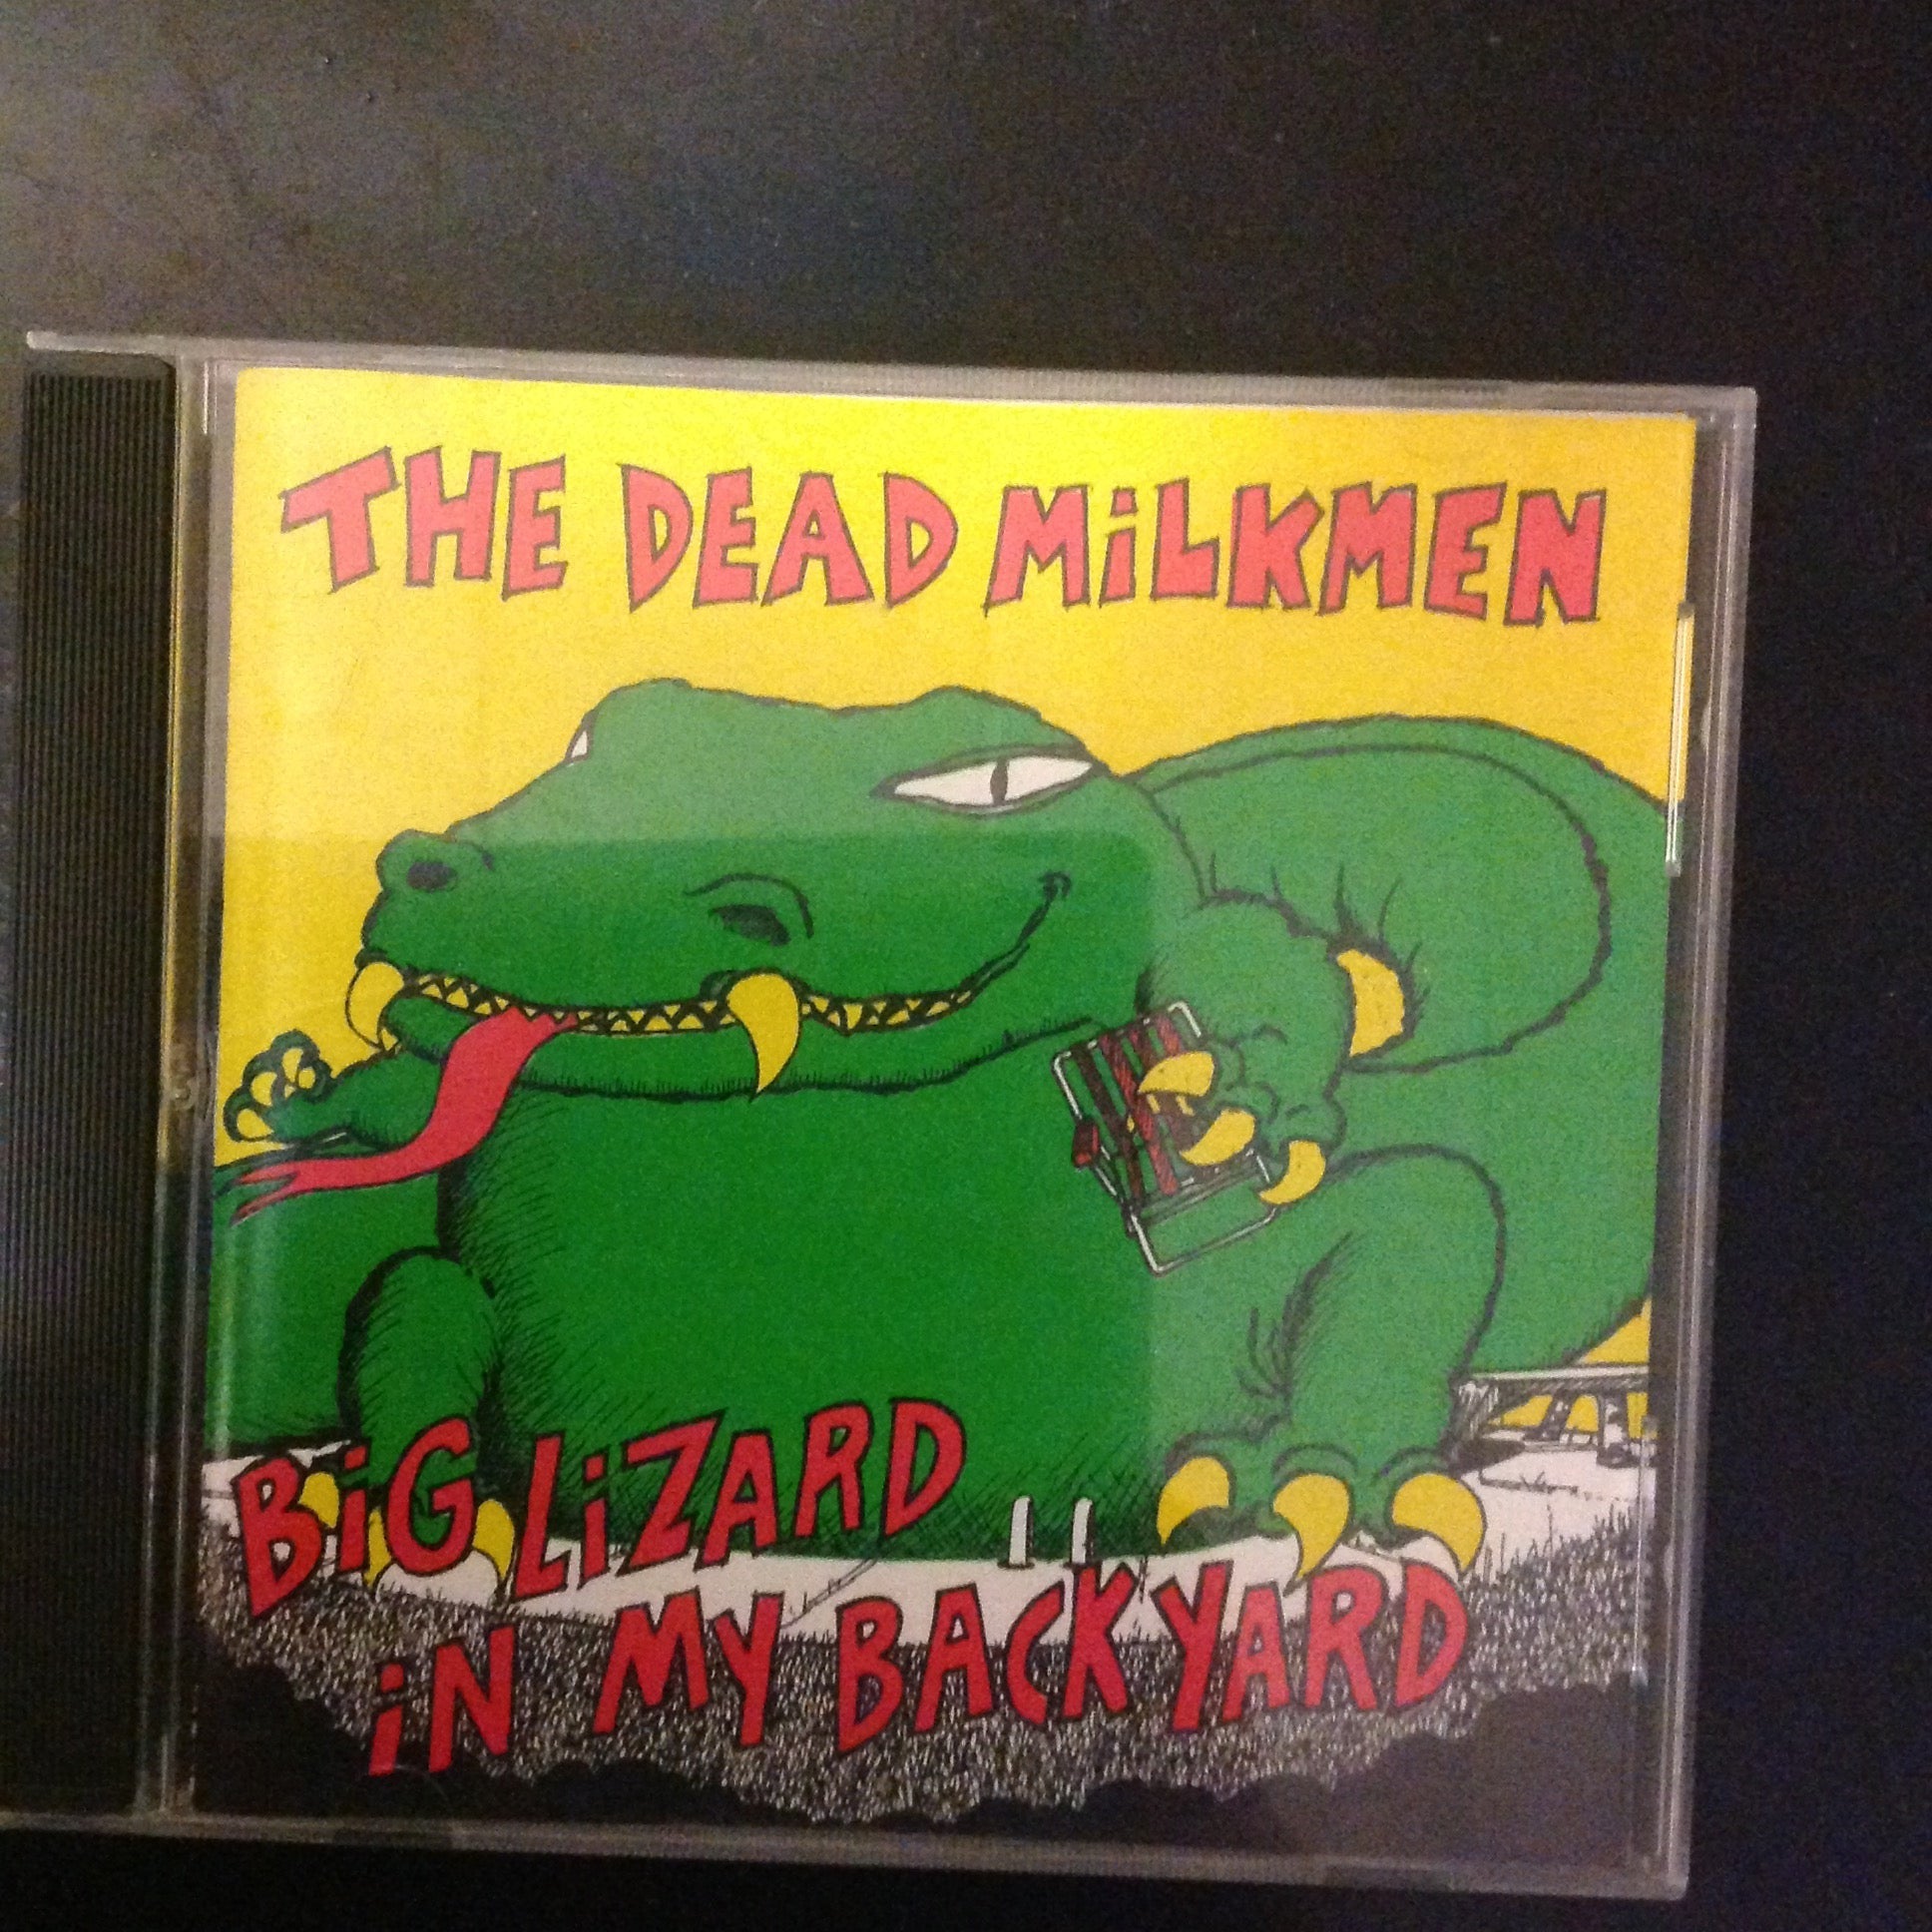 THE DEAD MiLKMEN
BiG LiZARD
iN MY BACKYARD